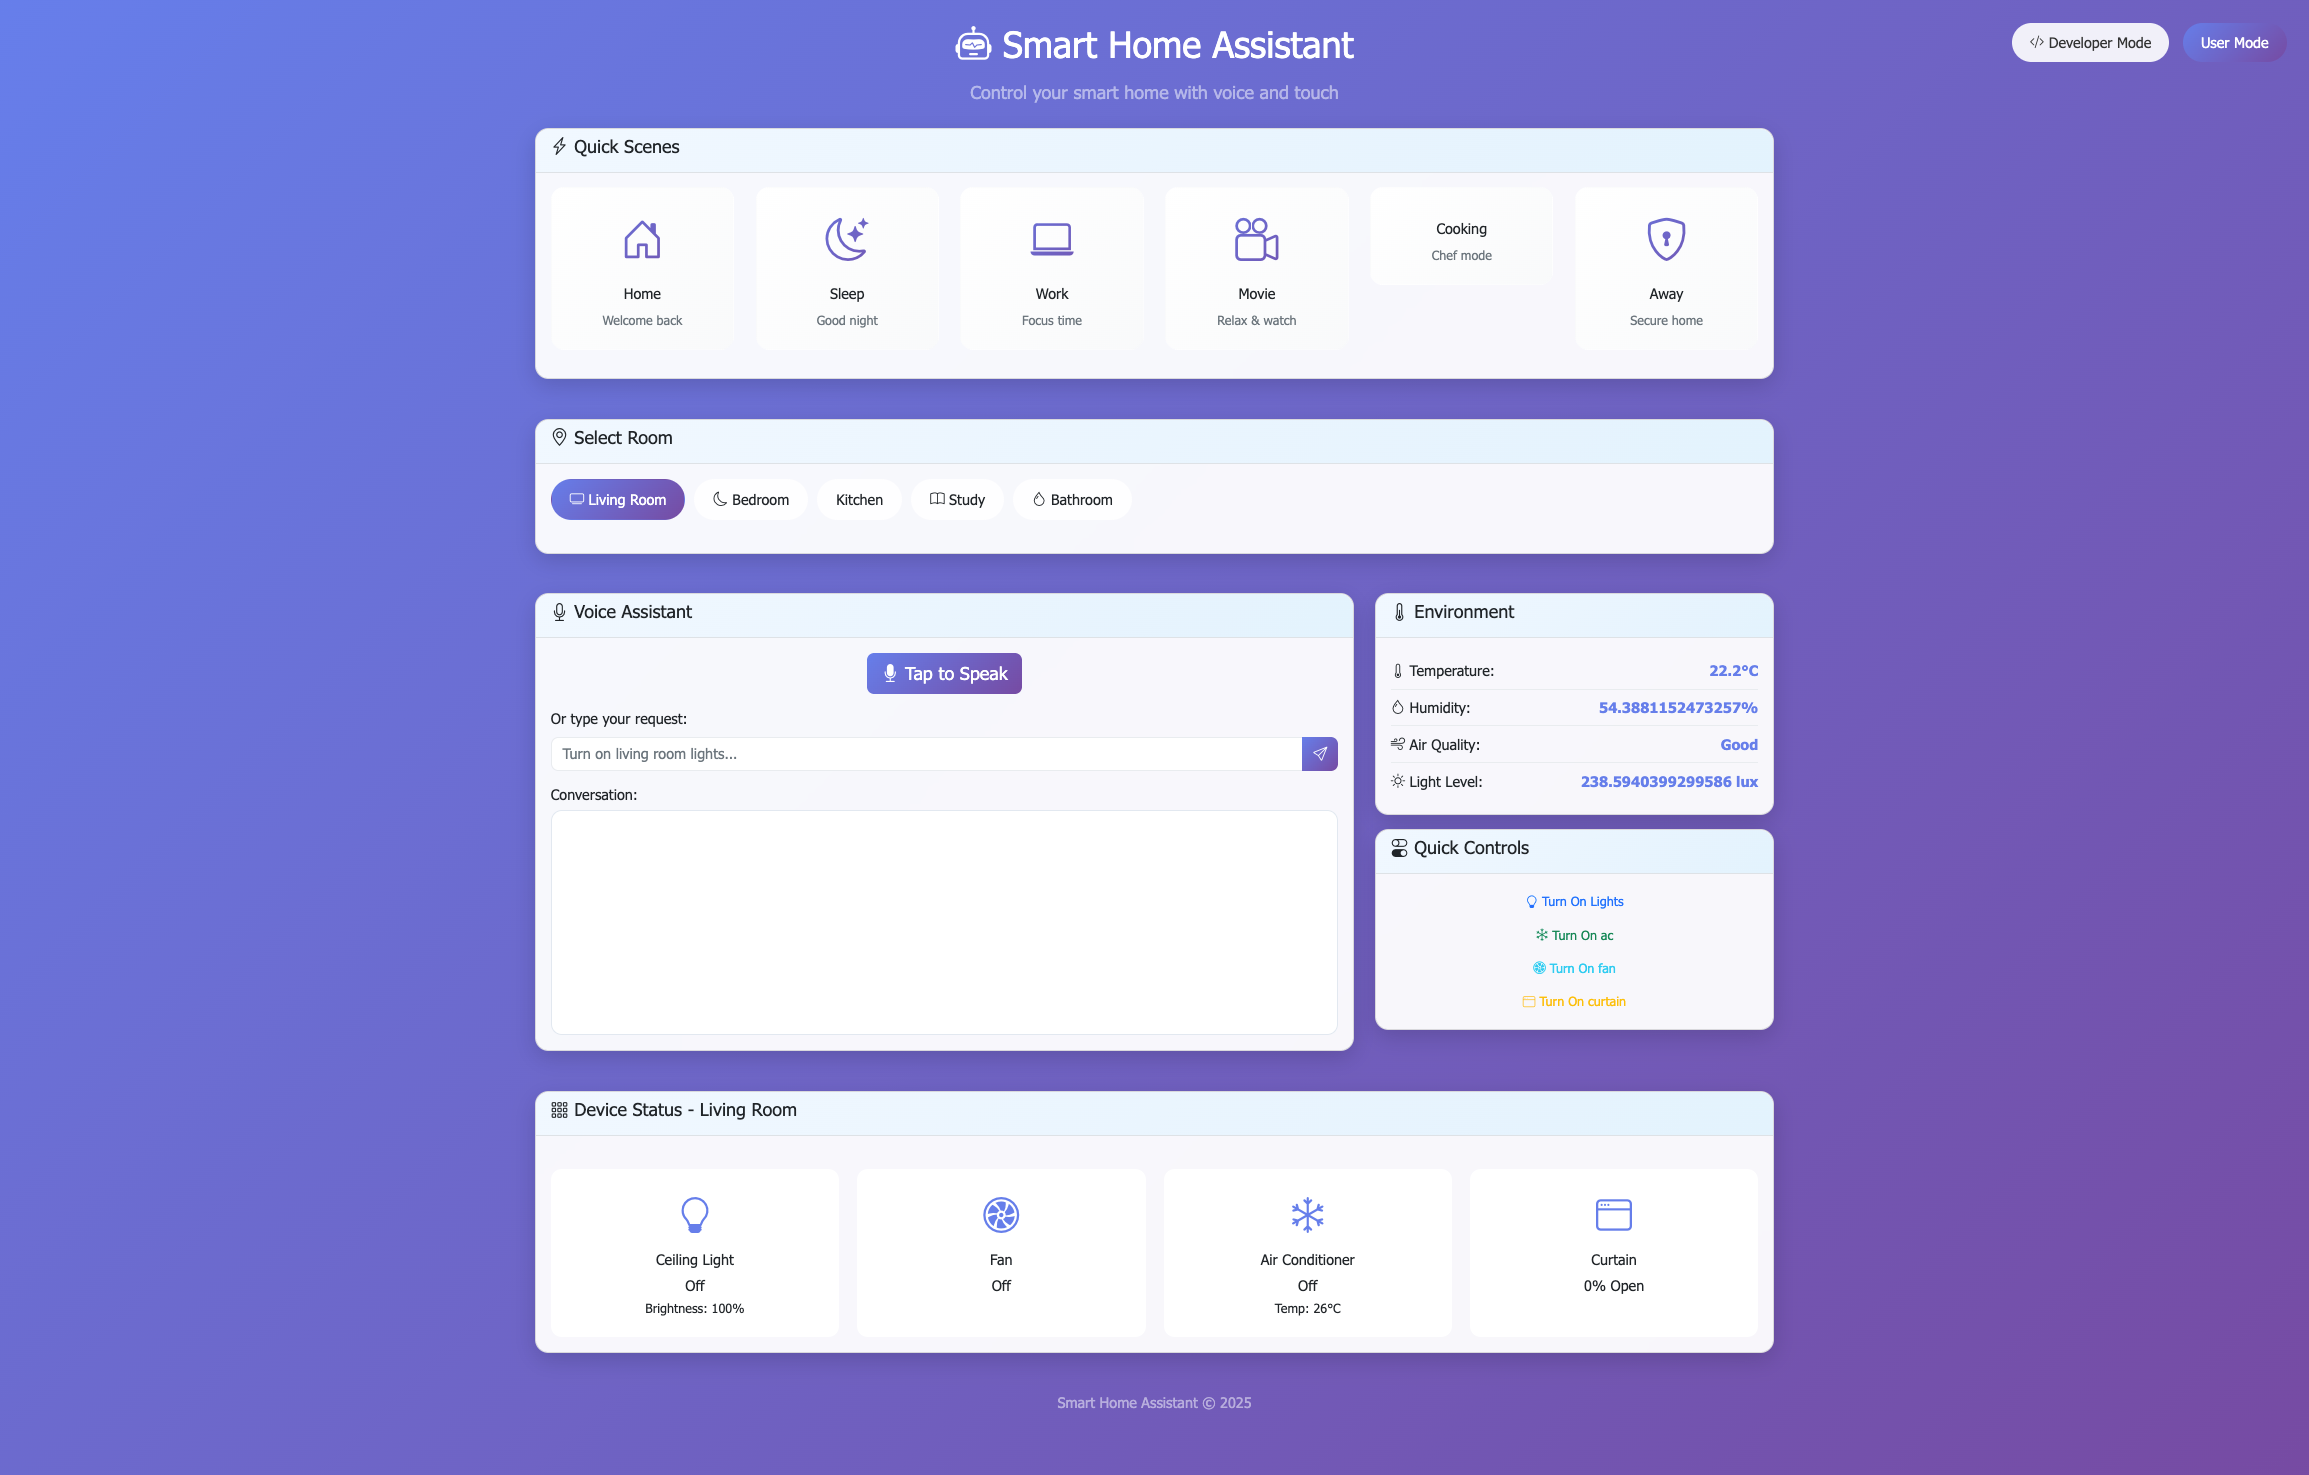 Smart Home Assistant
Developer Mode
User Mode
Control your smart home with voice and touch
Quick Scenes
Home
Welcome back
Sleep
Good night
Work
Focus time
Movie
Relax & watch
Cooking
Chef mode
Away
Secure home
Select Room
Living Room
Bedroom
Kitchen
Study
Bathroom
Voice Assistant
Tap to Speak
Or type your request:
Turn on living room lights...
Conversation:
Environment
Temperature: 22.2°C
Humidity: 54.3881152473257%
Air Quality: Good
Light Level: 238.5940399299586 lux
Quick Controls
Turn On Lights
Turn On ac
Turn On fan
Turn On curtain
Device Status - Living Room
Ceiling Light
Off
Brightness: 100%
Fan
Off
Air Conditioner
Off
Temp: 26°C
Curtain
0% Open
Smart Home Assistant © 2025